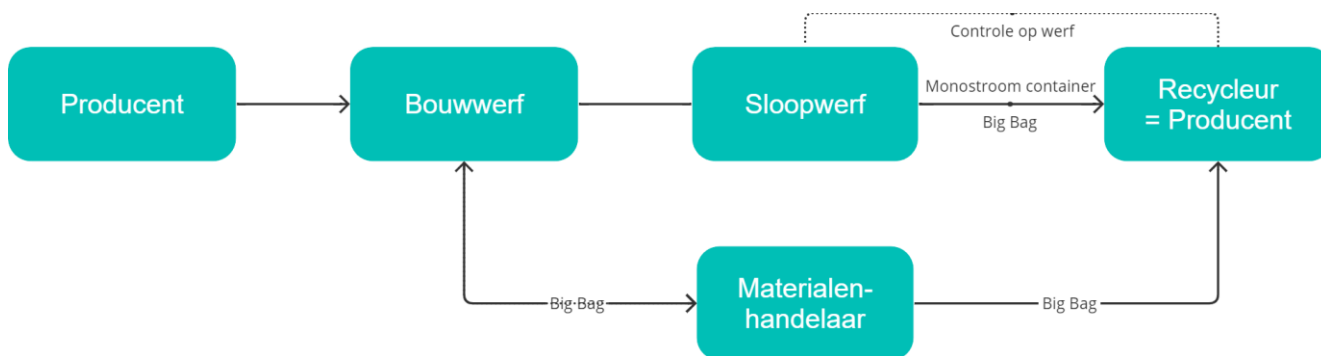 Controle op werf
Producent
Bouwwerf
Sloopwerf
Monostroom container
Big Bag
Recycleur
= Producent
Big Bag
Materialen-
handelaar
Big Bag